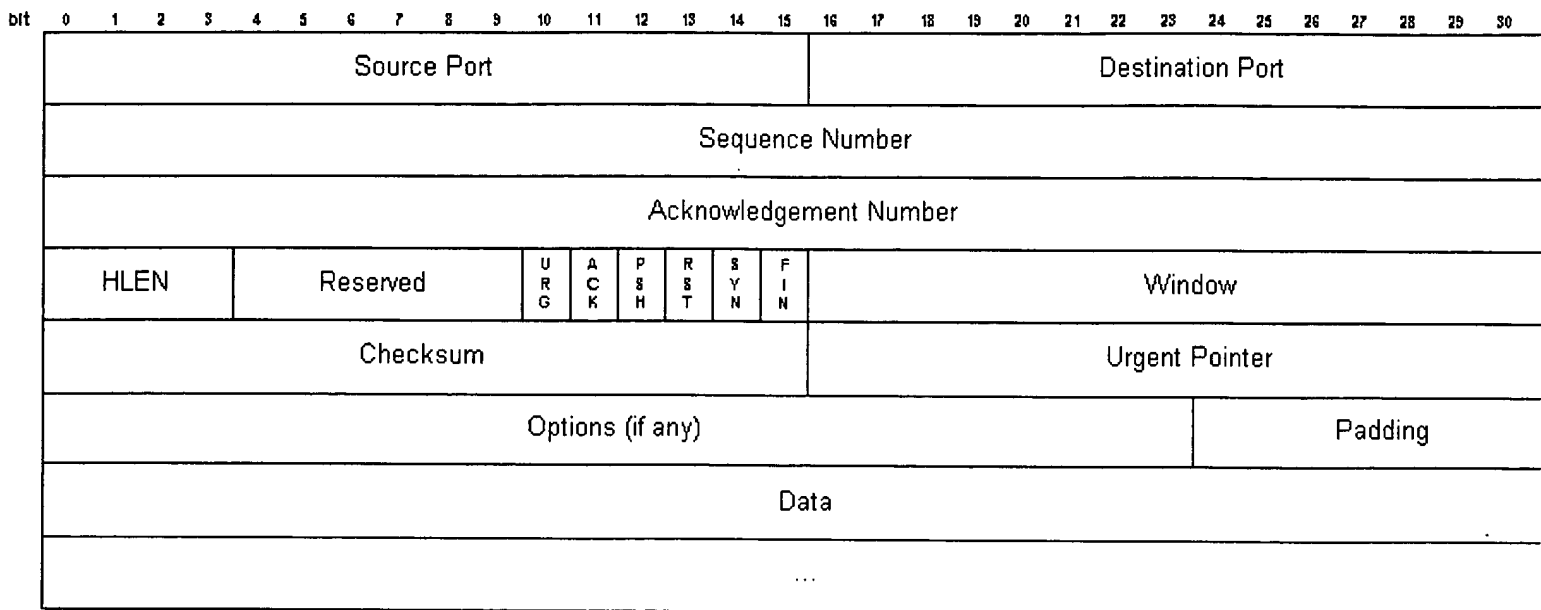 bit 0 1 2 3 4 5 6 7 8 9 10 11 12 13 14 15 16 17 18 19 20 21 22 23 24 25 26 27 28 29 30
Source Port Destination Port
Sequence Number
Acknowledgement Number
HLEN Reserved URG ACK PSH RST SYN FIN Window
Checksum Urgent Pointer
Options (if any) Padding
Data
...